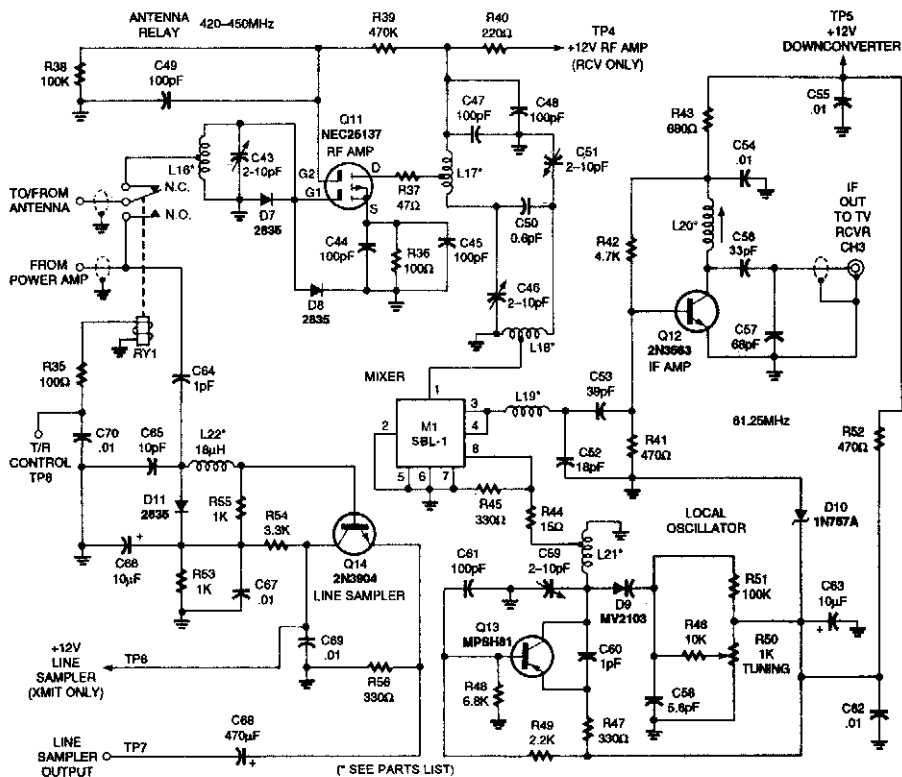 ANTENNA RELAY
420–450MHz
R38
100K
C49
100pF
R39
470K
R40
220Ω
TP4
+12V RF AMP
(RCV ONLY)
TP5
+12V
DOWNCONVERTER
C55
.01
R43
680Ω
C54
.01
C47
100pF
C48
100pF
C51
2–10pF
Q11
NEC25137
RF AMP
G2
G1
D
S
L16*
C43
2-10pF
D7
2835
R37
47Ω
L17*
C50
0.6pF
TO/FROM
ANTENNA
N.C.
N.O.
FROM
POWER AMP
C44
100pF
R36
100Ω
C45
100pF
D8
2835
C46
2–10pF
L18*
R42
4.7K
L20*
C58
33pF
IF
OUT
TO TV
RCVR
CH3
Q12
2N3563
IF AMP
C57
68pF
61.25MHz
RY1
R35
100Ω
C64
1pF
MIXER
M1
SBL-1
1
2
3
4
8
5
6
7
L19*
C53
39pF
C52
18pF
R41
470Ω
R52
470Ω
T/R
CONTROL
TP8
C70
.01
C65
10pF
L22*
18µH
D11
2835
R55
1K
R54
3.3K
R45
330Ω
R44
15Ω
D10
1N757A
C66
10µF
+
R53
1K
C67
.01
Q14
2N3904
LINE SAMPLER
C61
100pF
C59
2–10pF
L21*
LOCAL
OSCILLATOR
D9
MV2103
R51
100K
C63
10µF
+
Q13
MPSH81
C60
1pF
R46
10K
R50
1K
TUNING
+12V
LINE
SAMPLER
(XMIT ONLY)
TP6
C69
.01
R56
330Ω
R48
6.8K
C56
5.6pF
C62
.01
R49
2.2K
R47
330Ω
LINE
SAMPLER
OUTPUT
TP7
C68
470µF
+
(* SEE PARTS LIST)